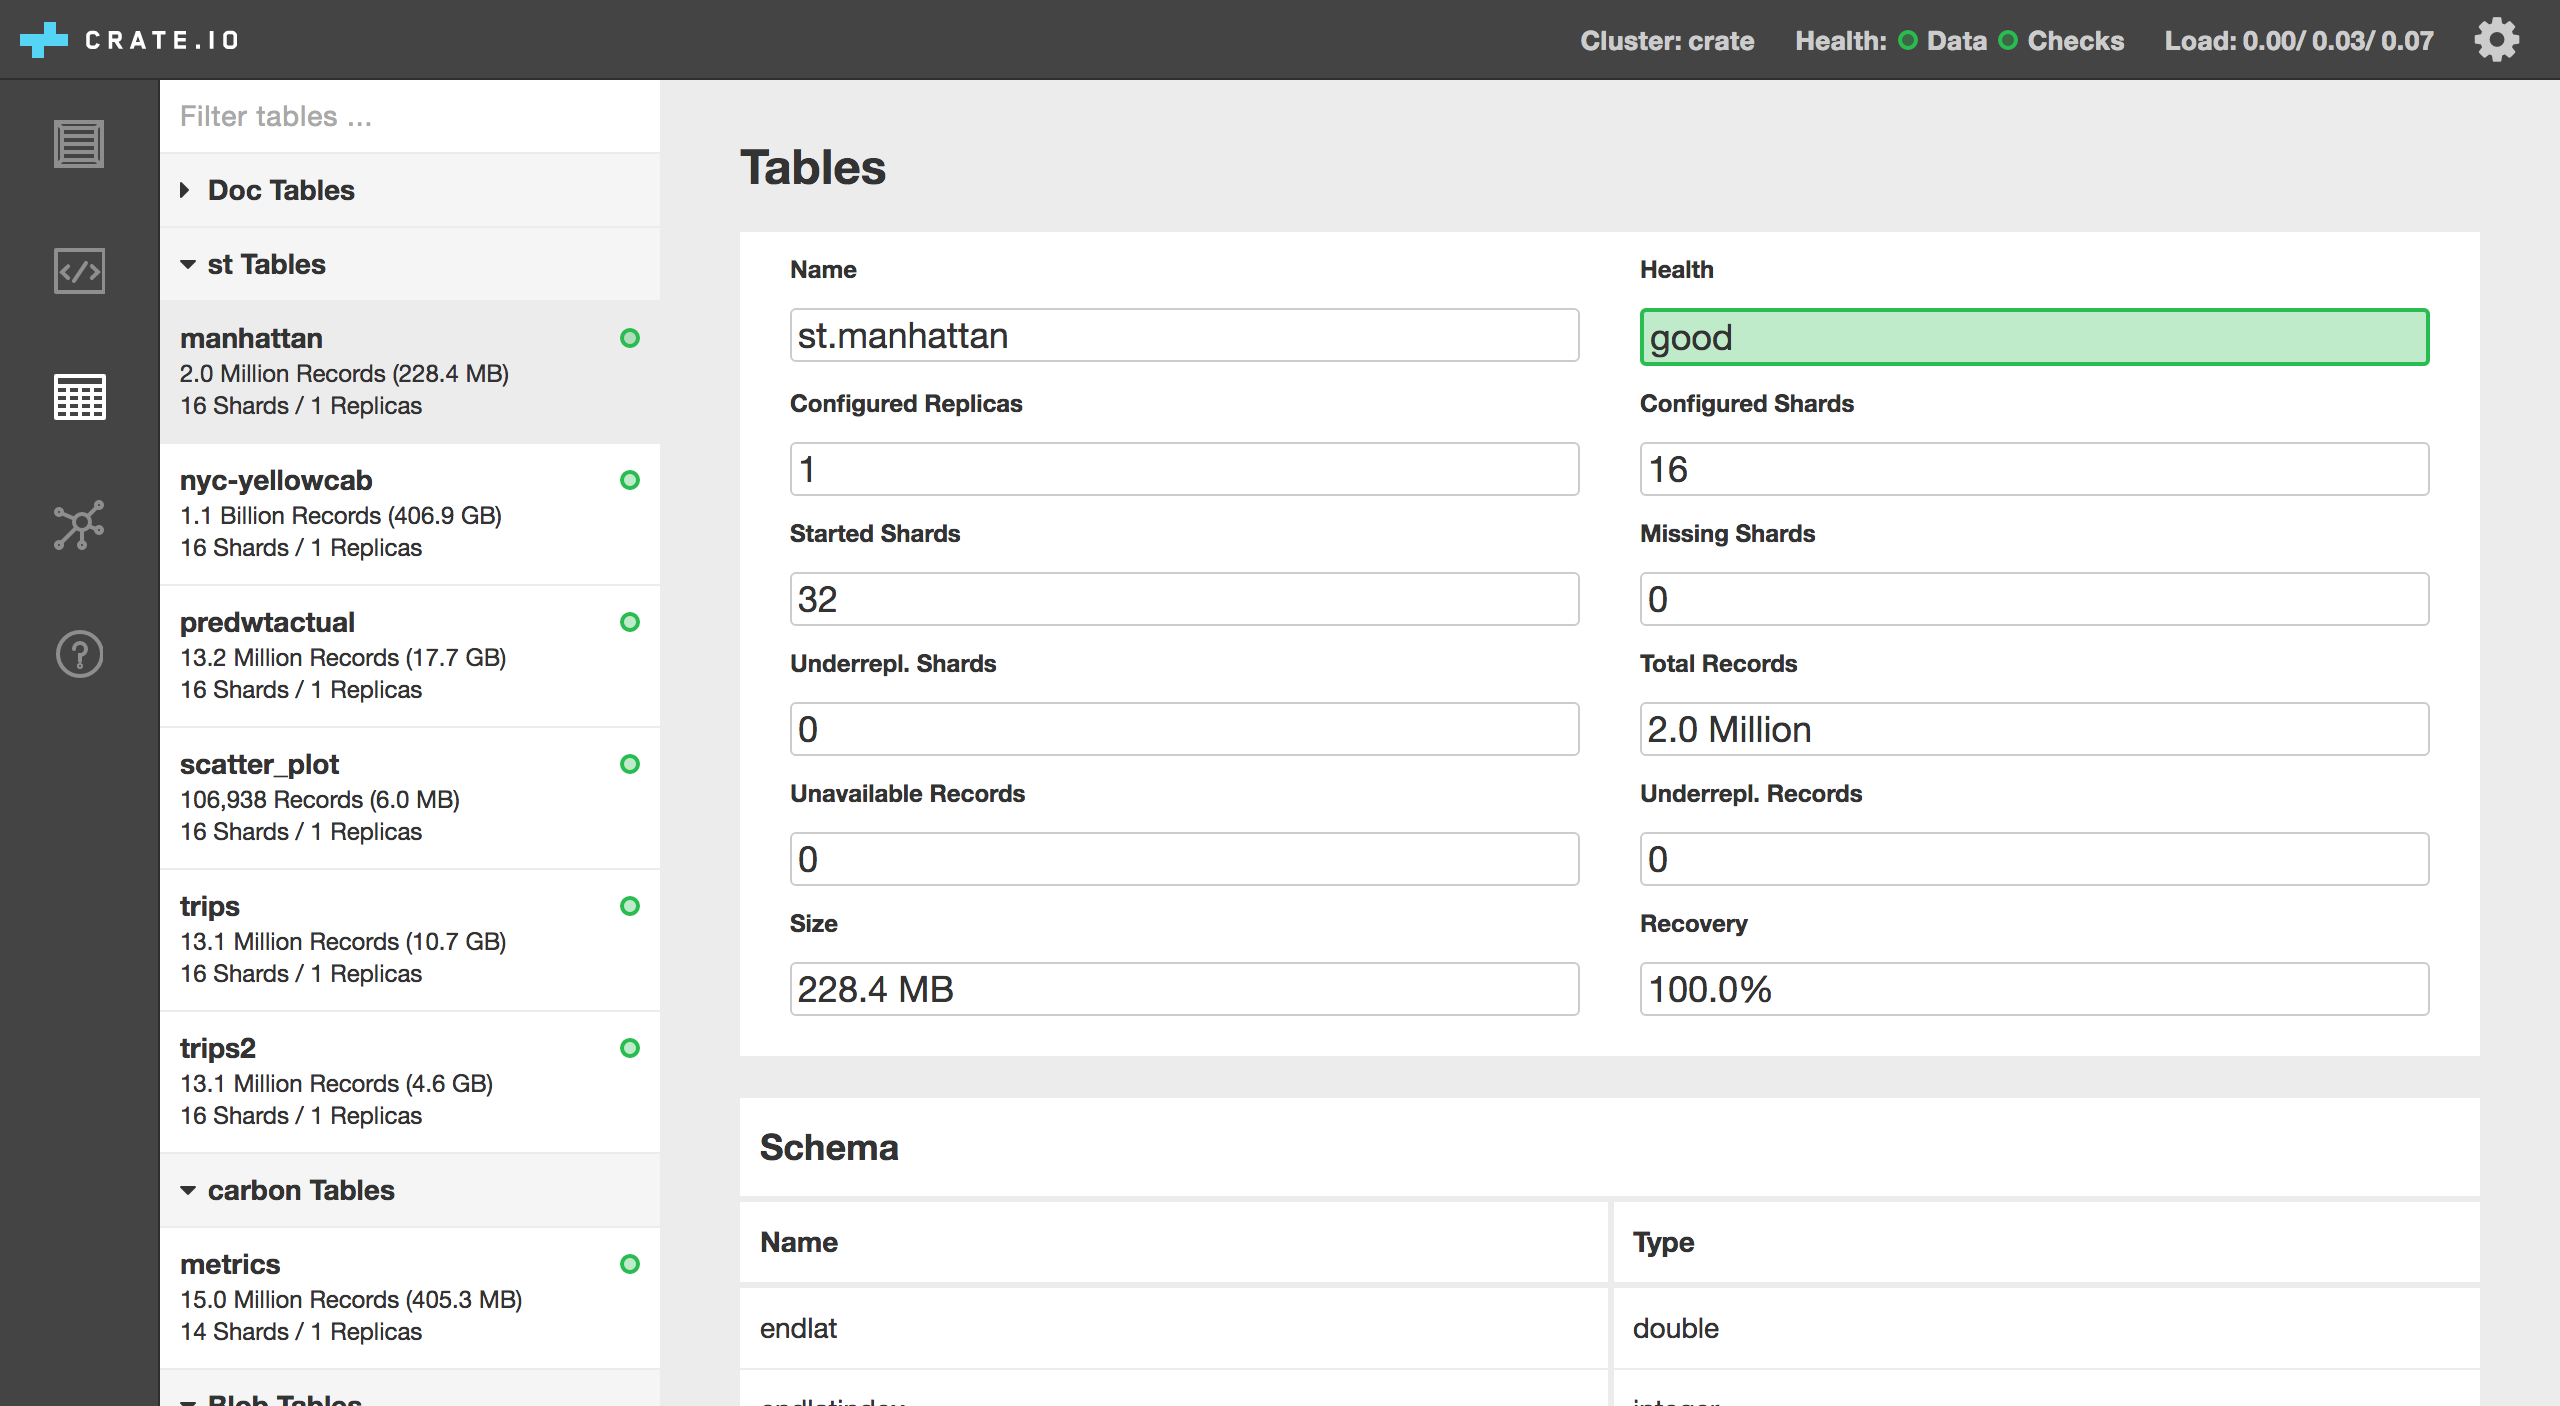 CRATE.IO
Cluster: crate Health: Data Checks Load: 0.00/ 0.03/ 0.07
Filter tables ...
Doc Tables
st Tables
manhattan
2.0 Million Records (228.4 MB)
16 Shards / 1 Replicas
nyc-yellowcab
1.1 Billion Records (406.9 GB)
16 Shards / 1 Replicas
predwtactual
13.2 Million Records (17.7 GB)
16 Shards / 1 Replicas
scatter_plot
106,938 Records (6.0 MB)
16 Shards / 1 Replicas
trips
13.1 Million Records (10.7 GB)
16 Shards / 1 Replicas
trips2
13.1 Million Records (4.6 GB)
16 Shards / 1 Replicas
carbon Tables
metrics
15.0 Million Records (405.3 MB)
14 Shards / 1 Replicas
Blob Tables
Tables
Name
st.manhattan
Health
good
Configured Replicas
1
Configured Shards
16
Started Shards
32
Missing Shards
0
Underrepl. Shards
0
Total Records
2.0 Million
Unavailable Records
0
Underrepl. Records
0
Size
228.4 MB
Recovery
100.0%
Schema
Name Type
endlat double
endlatindex integer